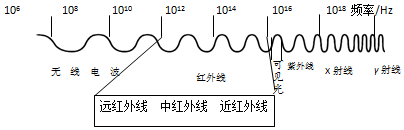 10⁶ 10⁸ 10¹⁰ 10¹² 10¹⁴ 10¹⁶ 10¹⁸ 频率/Hz
无线电波 红外线 可见光 紫外线 X射线 γ射线
远红外线 中红外线 近红外线